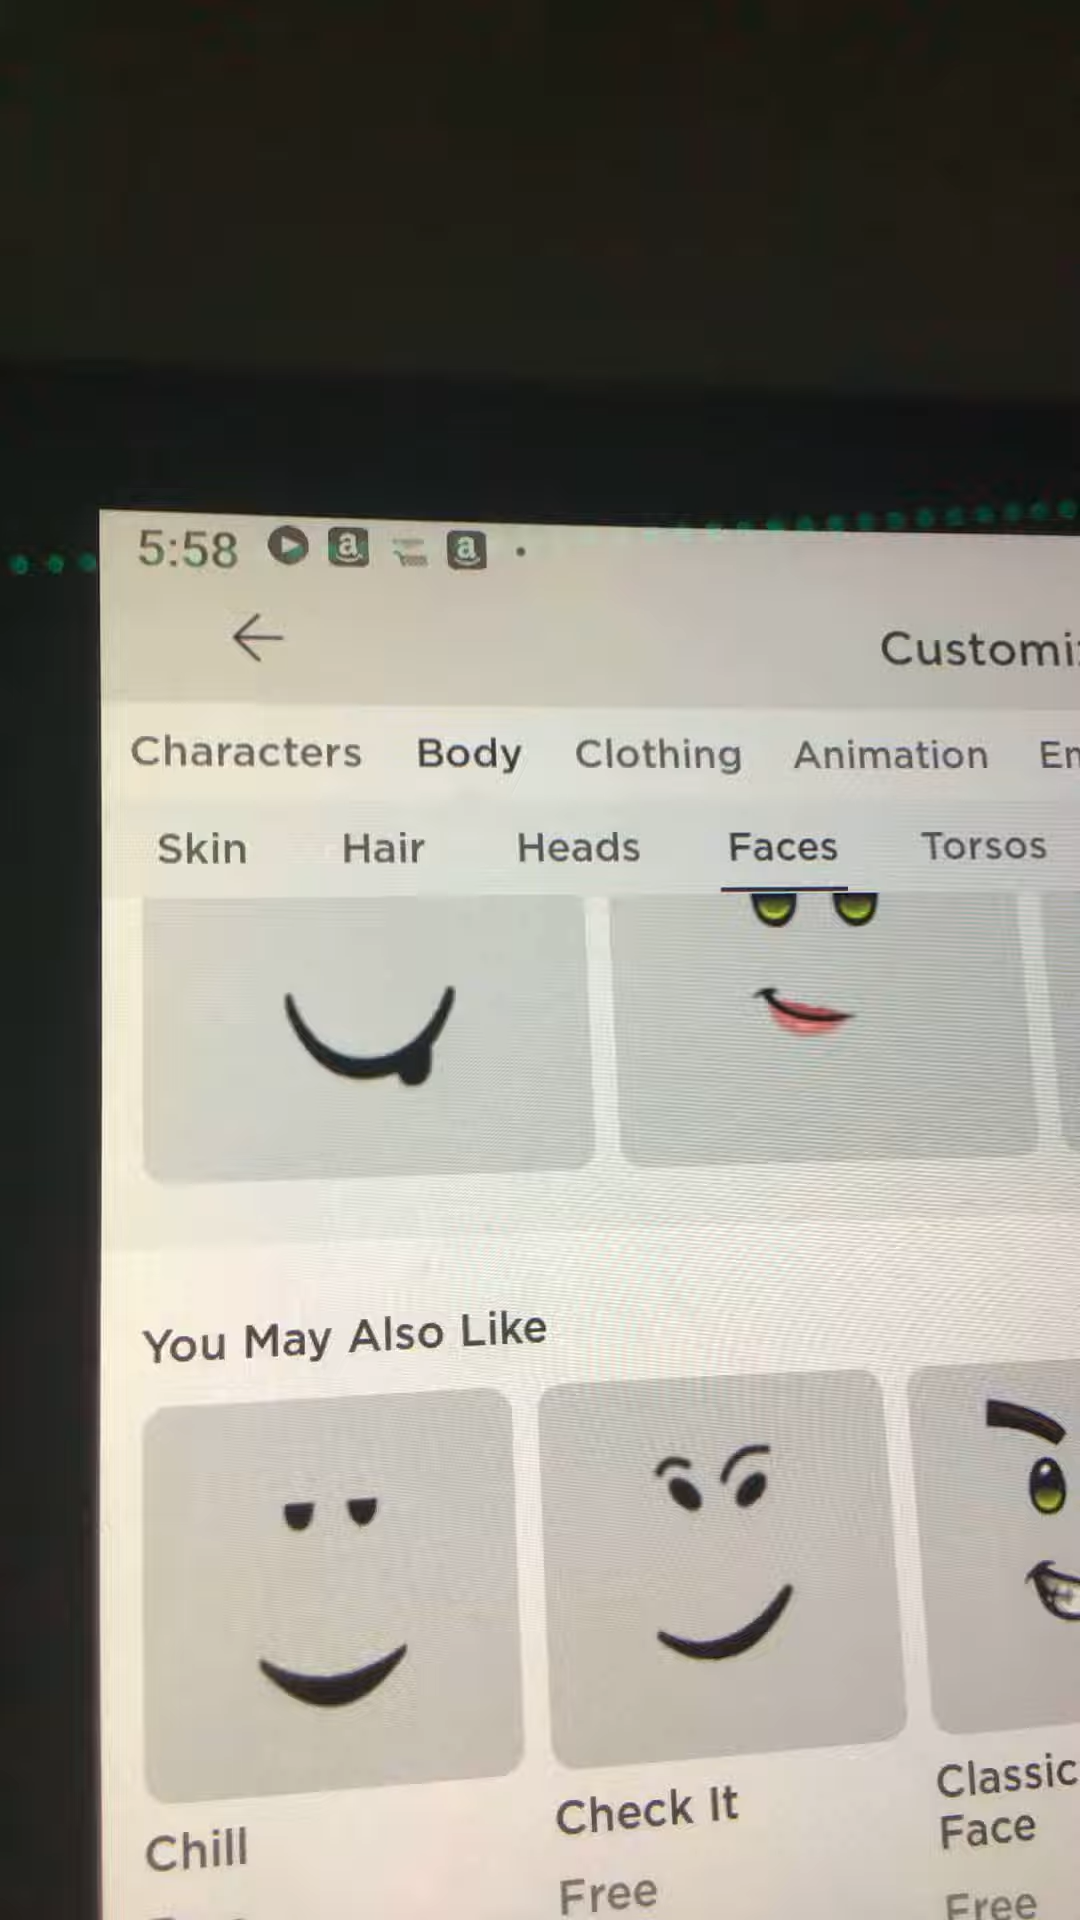 5:58
Customi
Characters Body Clothing Animation
Skin Hair Heads Faces Torsos
You May Also Like
Chill Check It Classic
Face
Free Free